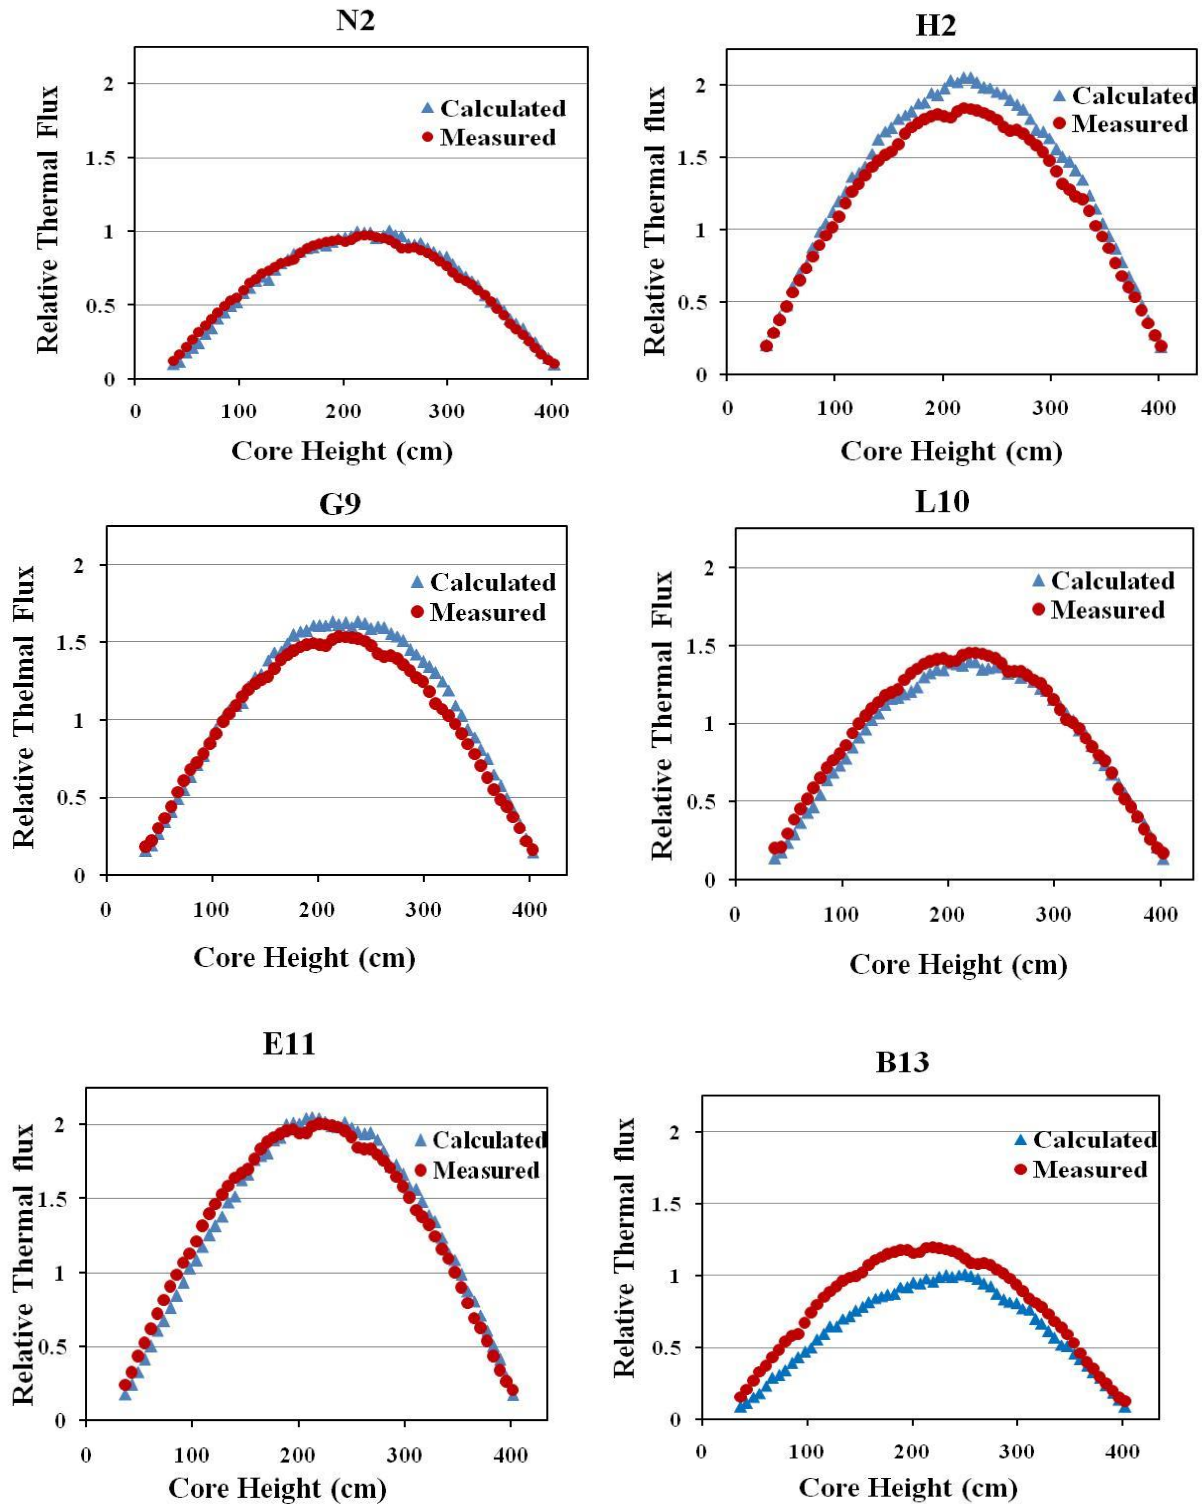 N2
2
1.5
1
0.5
0
Relative Thermal Flux
Calculated
Measured
0 100 200 300 400
Core Height (cm)
H2
2
1.5
1
0.5
0
Relative Thermal flux
Calculated
Measured
0 100 200 300 400
Core Height (cm)
G9
2
1.5
1
0.5
0
Relative Thelmal Flux
Calculated
Measured
0 100 200 300 400
Core Height (cm)
L10
2
1.5
1
0.5
0
Relative Thermal Flux
Calculated
Measured
0 100 200 300 400
Core Height (cm)
E11
2
1.5
1
0.5
0
Relative Thermal flux
Calculated
Measured
0 100 200 300 400
Core Height (cm)
B13
2
1.5
1
0.5
0
Relative Thermal flux
Calculated
Measured
0 100 200 300 400
Core Height (cm)